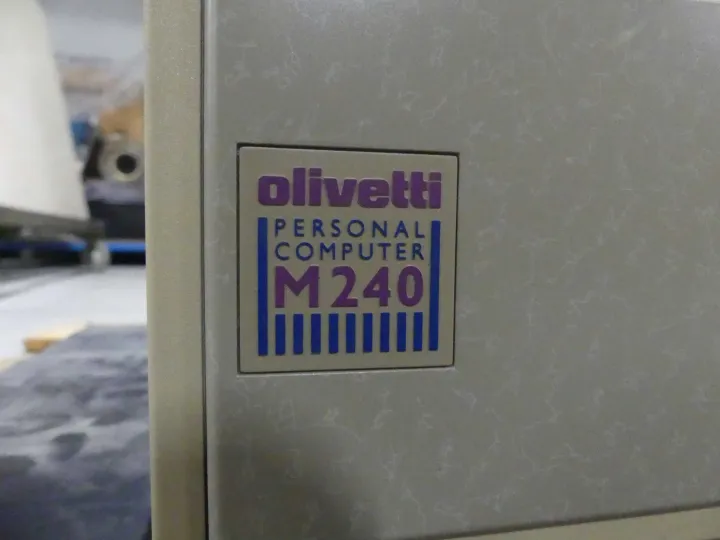 olivetti
PERSONAL
COMPUTER
M240